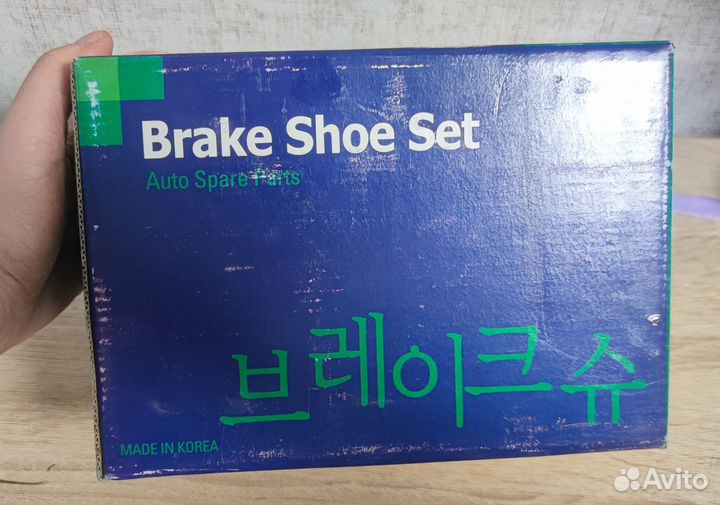 Brake Shoe Set
Auto Spare Parts
브레이크슈
MADE IN KOREA
Avito